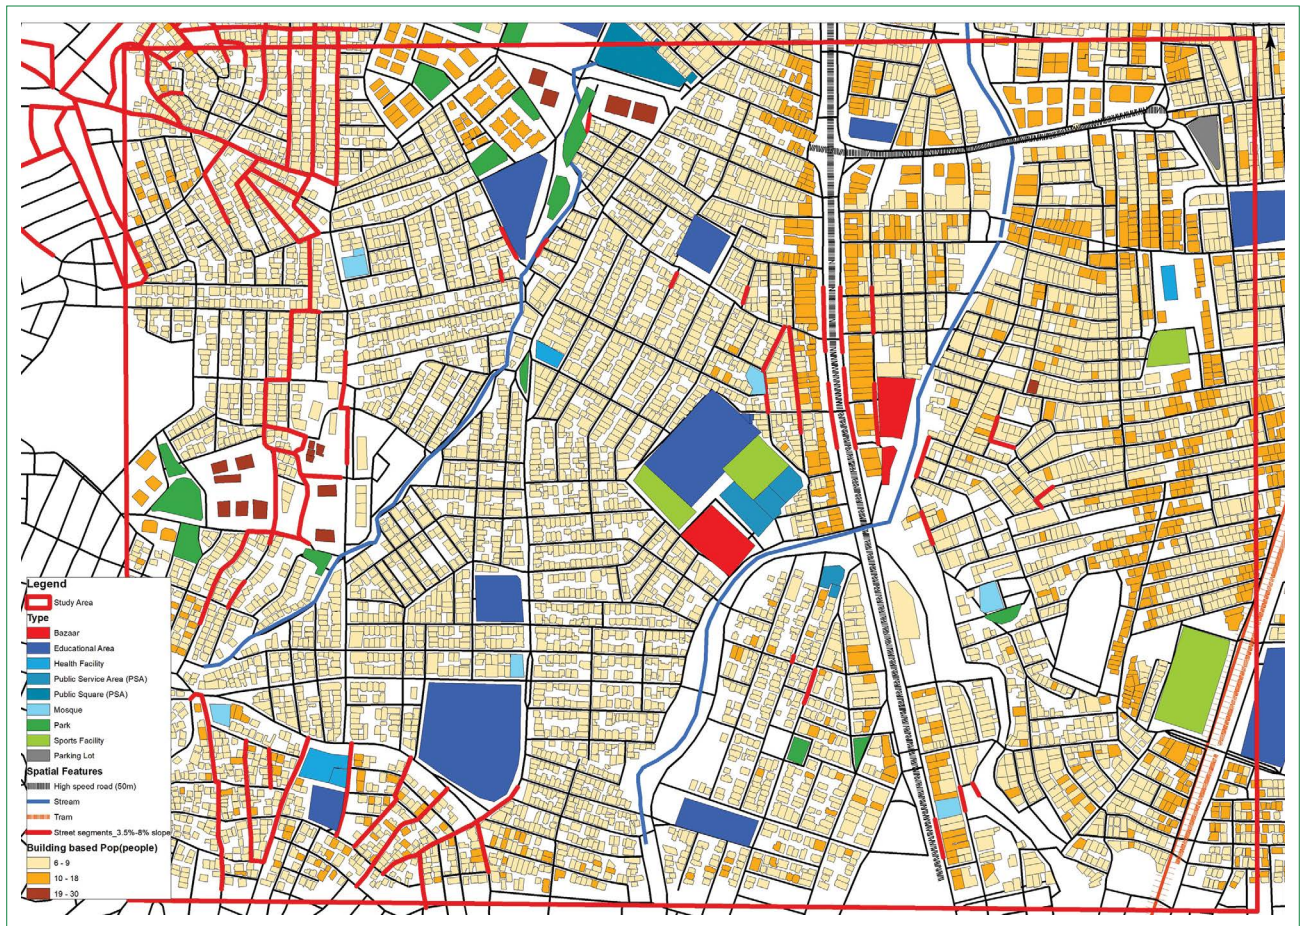 Legend
Study Area
Type
Bazaar
Educational Area
Health Facility
Public Service Area (PSA)
Public Square (PSA)
Mosque
Park
Sports Facility
Parking Lot
Spatial Features
High speed road (50m)
Stream
Tram
Street segments_3.5%-8% slope
Building based Pop(people)
6 - 9
10 - 18
19 - 30